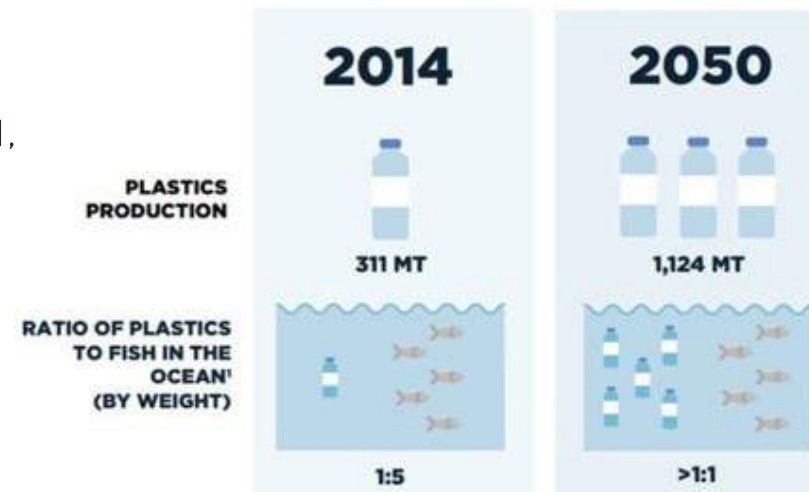 2014
2050
PLASTICS
PRODUCTION
311 MT
1,124 MT
RATIO OF PLASTICS
TO FISH IN THE
OCEAN¹
(BY WEIGHT)
1:5
>1:1